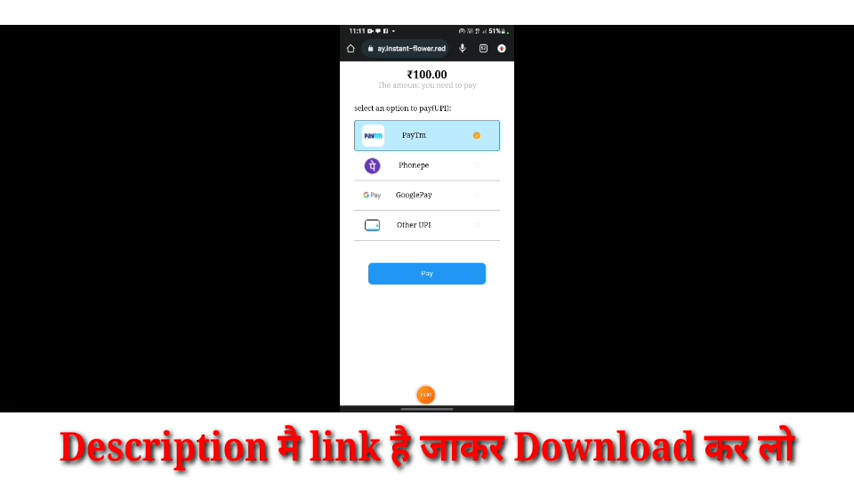 11:11
51%
ay.instant-flower.red
₹100.00
The amount you need to pay
select an option to pay(UPI):
Paytm PayTm
पे Phonepe
G Pay GooglePay
Other UPI
Pay
Description मै link है जाकर Download कर लो